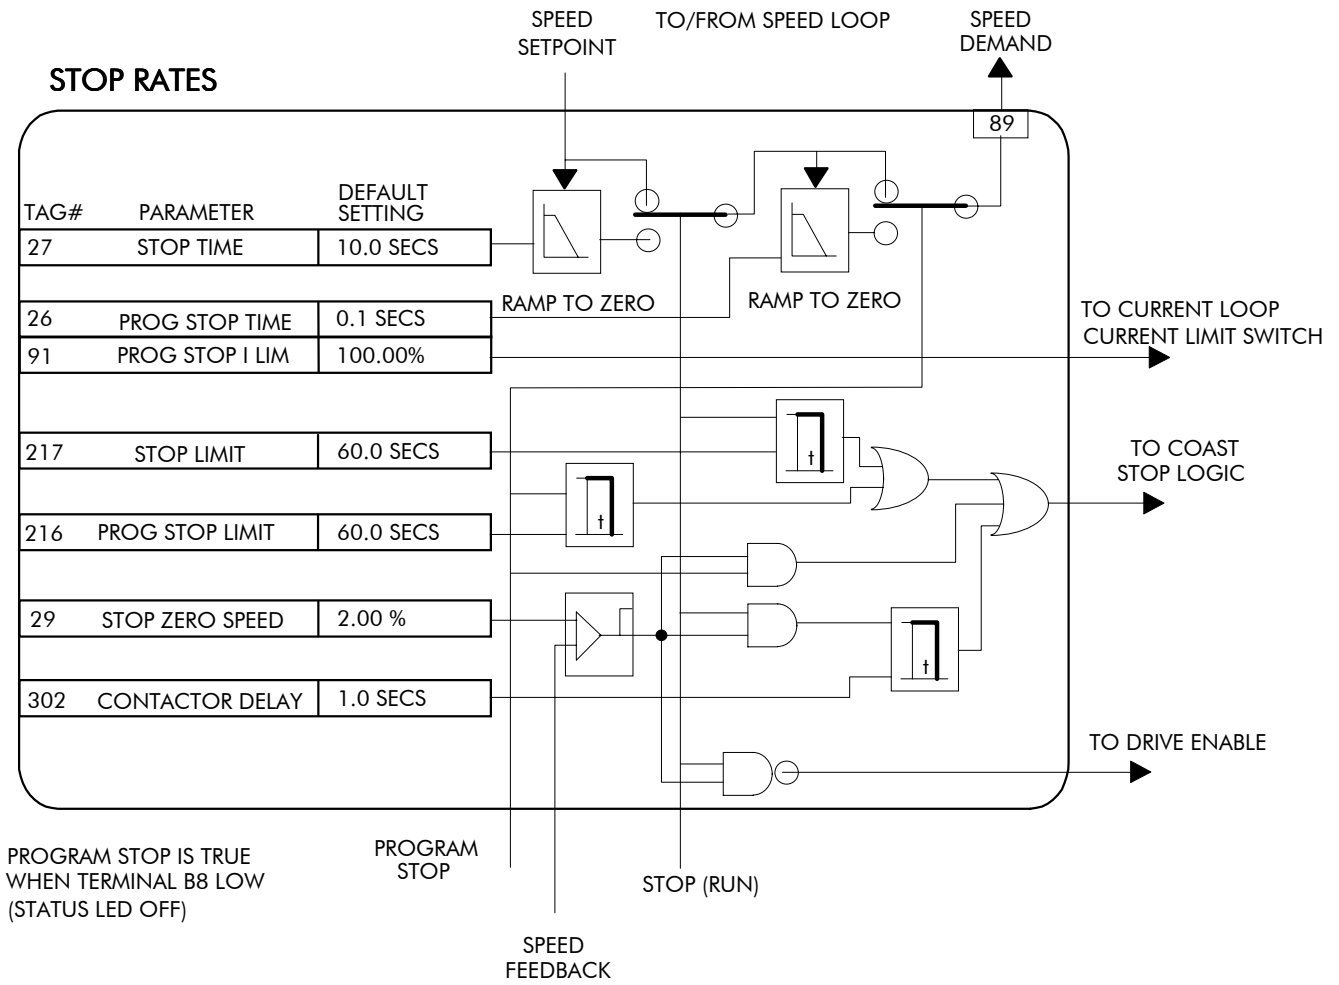 SPEED
SETPOINT
TO/FROM SPEED LOOP
SPEED
DEMAND
STOP RATES
89
TAG#
PARAMETER
DEFAULT
SETTING
27
STOP TIME
10.0 SECS
RAMP TO ZERO
RAMP TO ZERO
26
PROG STOP TIME
0.1 SECS
TO CURRENT LOOP
CURRENT LIMIT SWITCH
91
PROG STOP I LIM
100.00%
217
STOP LIMIT
60.0 SECS
t
TO COAST
STOP LOGIC
216
PROG STOP LIMIT
60.0 SECS
t
29
STOP ZERO SPEED
2.00 %
t
302
CONTACTOR DELAY
1.0 SECS
TO DRIVE ENABLE
PROGRAM STOP IS TRUE
WHEN TERMINAL B8 LOW
(STATUS LED OFF)
PROGRAM
STOP
STOP (RUN)
SPEED
FEEDBACK